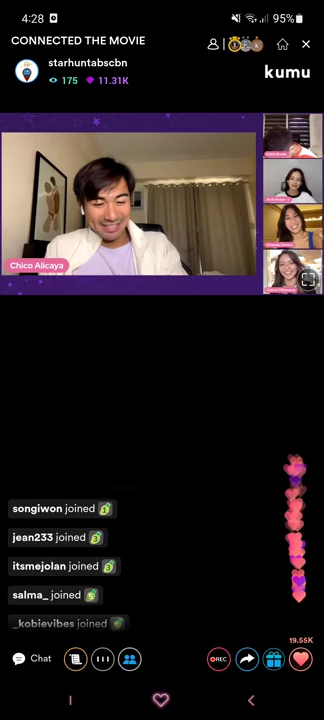 4:28
95%
CONNECTED THE MOVIE
starhuntabscbn
175
11.31K
kumu
Chico Alicaya
songiwon joined
jean233 joined
itsmejolan joined
salma_ joined
_kobievibes joined
19.55K
Chat
REC